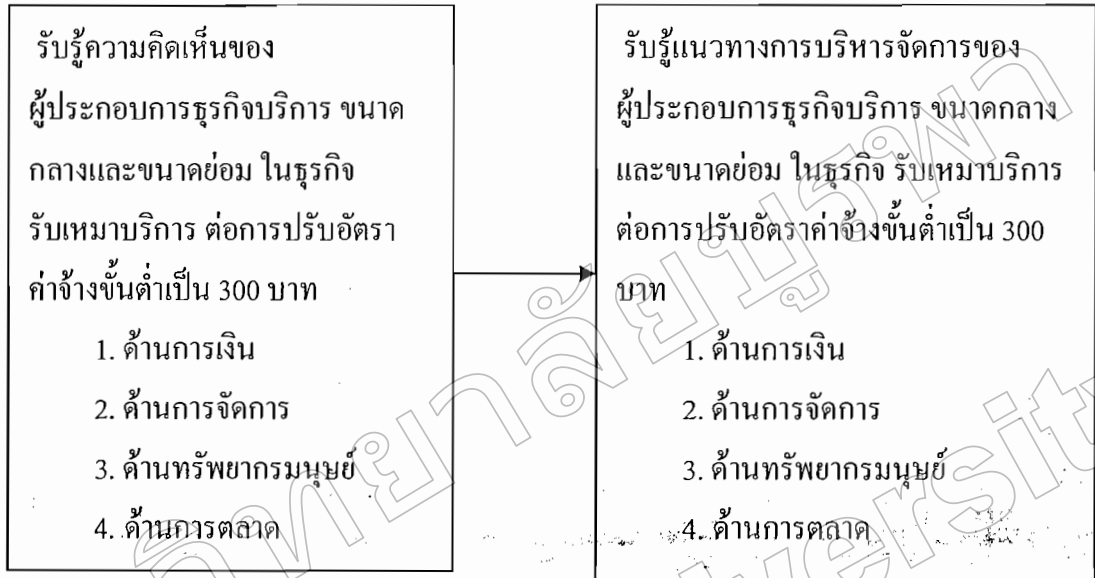 รับรู้ความคิดเห็นของ
ผู้ประกอบการธุรกิจบริการ ขนาด
กลางและขนาดย่อม ในธุรกิจ
รับเหมาบริการ ต่อการปรับอัตรา
ค่าจ้างขั้นต่ำเป็น 300 บาท
1. ด้านการเงิน
2. ด้านการจัดการ
3. ด้านทรัพยากรมนุษย์
4. ด้านการตลาด
รับรู้แนวทางการบริหารจัดการของ
ผู้ประกอบการธุรกิจบริการ ขนาดกลาง
และขนาดย่อม ในธุรกิจ รับเหมาบริการ
ต่อการปรับอัตราค่าจ้างขั้นต่ำเป็น 300
บาท
1. ด้านการเงิน
2. ด้านการจัดการ
3. ด้านทรัพยากรมนุษย์
4. ด้านการตลาด